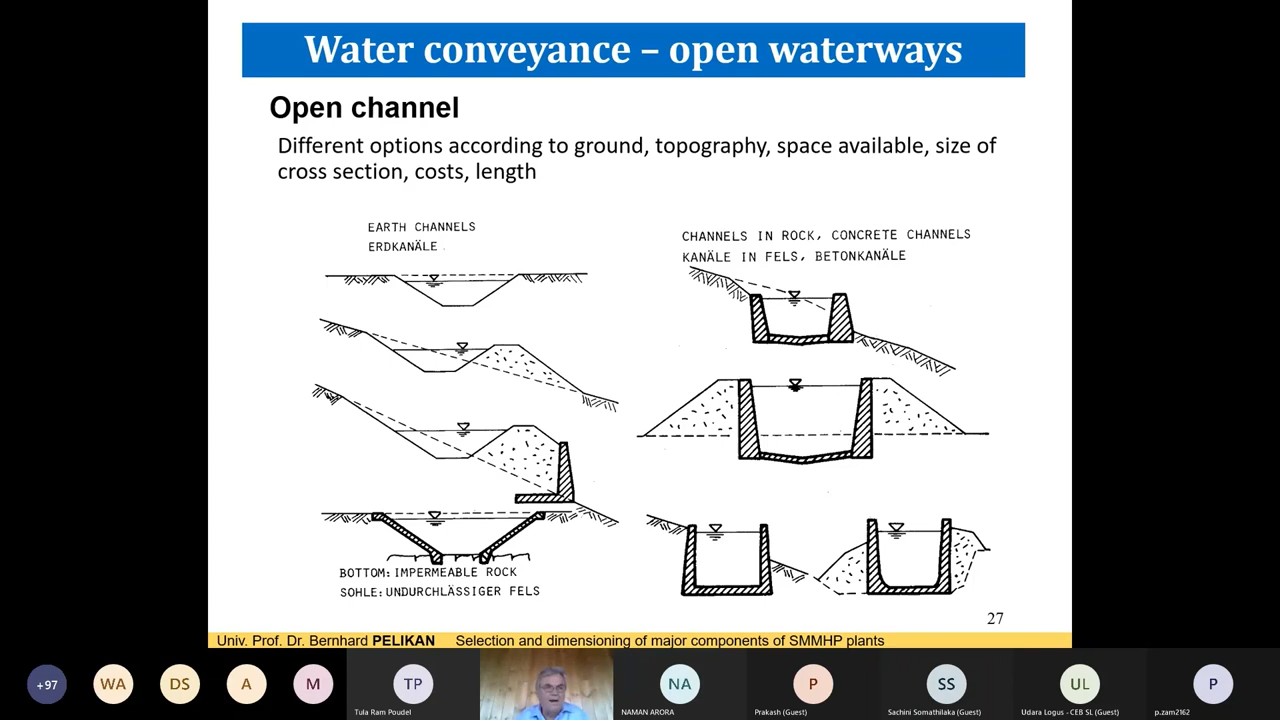 Water conveyance – open waterways
Open channel
Different options according to ground, topography, space available, size of
cross section, costs, length
EARTH CHANNELS
ERDKANÄLE
CHANNELS IN ROCK, CONCRETE CHANNELS
KANÄLE IN FELS, BETONKANÄLE
BOTTOM: IMPERMEABLE ROCK
SOHLE: UNDURCHLÄSSIGER FELS
27
Univ. Prof. Dr. Bernhard PELIKAN Selection and dimensioning of major components of SMMHP plants
+97
WA
DS
A
M
TP
NA
P
SS
UL
P
Tula Ram Poudel
NAMAN ARORA
Prakash (Guest)
Sachini Somathilaka (Guest)
Udara Logus - CEB SL (Guest)
p.zam2162